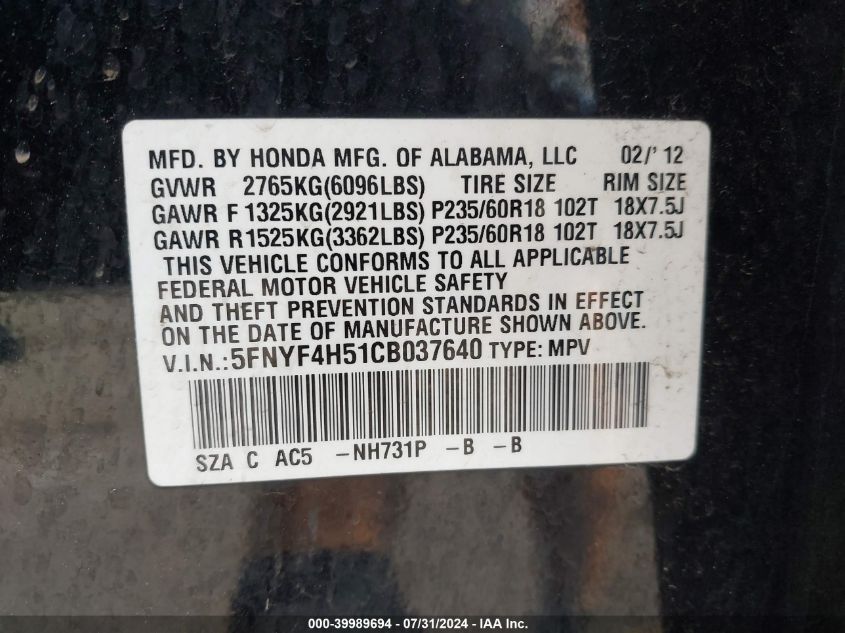 MFD. BY HONDA MFG. OF ALABAMA, LLC 02/' 12
GVWR 2765KG(6096LBS) TIRE SIZE RIM SIZE
GAWR F 1325KG(2921LBS) P235/60R18 102T 18X7.5J
GAWR R1525KG(3362LBS) P235/60R18 102T 18X7.5J
THIS VEHICLE CONFORMS TO ALL APPLICABLE
FEDERAL MOTOR VEHICLE SAFETY
AND THEFT PREVENTION STANDARDS IN EFFECT
ON THE DATE OF MANUFACTURE SHOWN ABOVE.
V.I.N.:5FNYF4H51CB037640 TYPE: MPV
SZA C AC5 -NH731P -B -B
000-39989694 - 07/31/2024 - IAAI.com